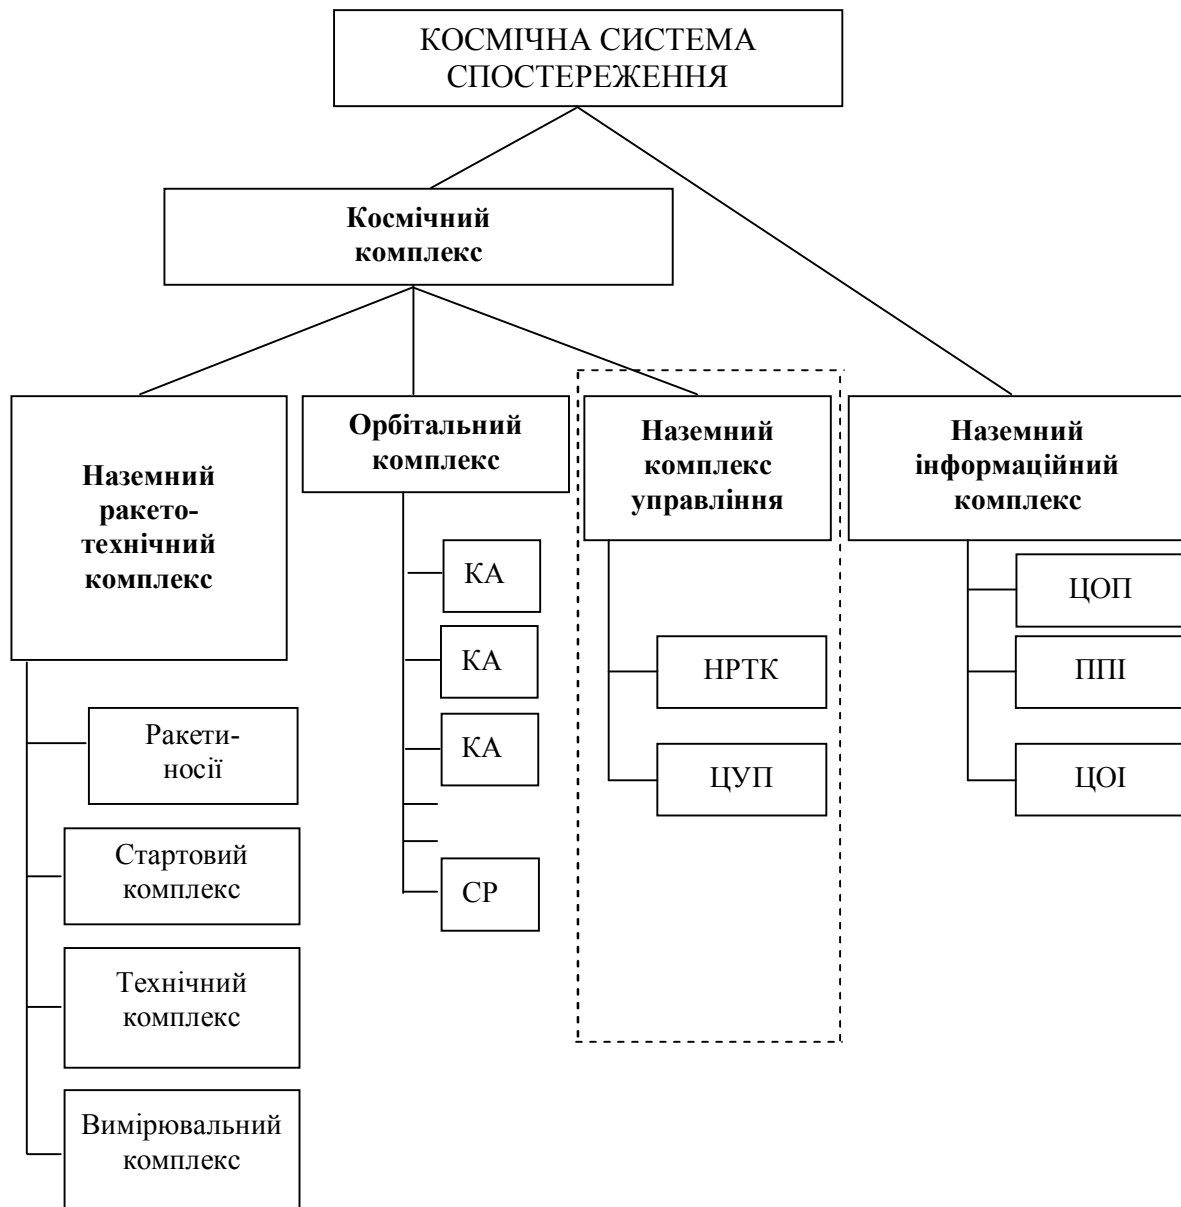 КОСМІЧНА СИСТЕМА
СПОСТЕРЕЖЕННЯ
Космічний
комплекс
Наземний
ракето-
технічний
комплекс
Ракети-
носії
Стартовий
комплекс
Технічний
комплекс
Вимірювальний
комплекс
Орбітальний
комплекс
КА
КА
КА
СР
Наземний
комплекс
управління
НРТК
ЦУП
Наземний
інформаційний
комплекс
ЦОП
ППІ
ЦОІ